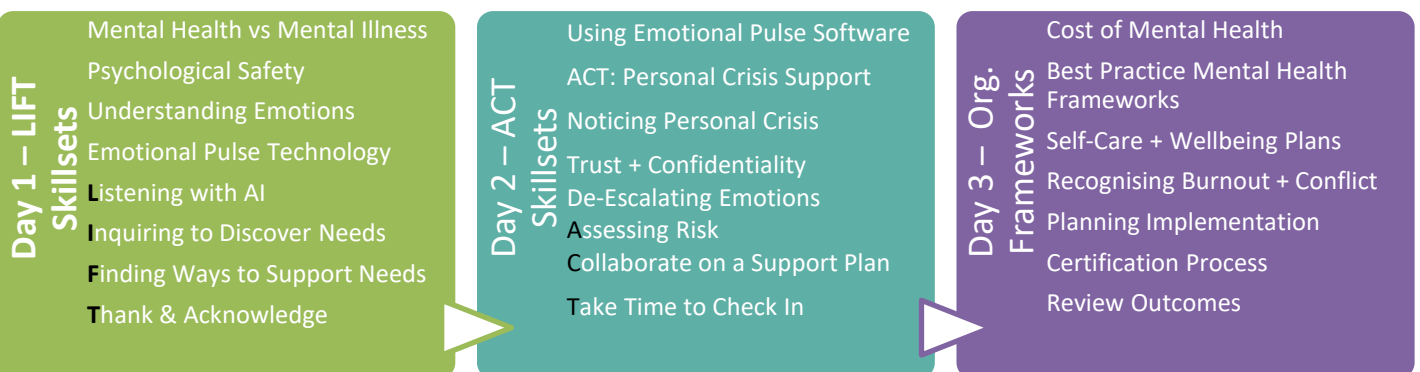 Day 1 – LIFT
Skillsets
Mental Health vs Mental Illness
Psychological Safety
Understanding Emotions
Emotional Pulse Technology
Listening with AI
Inquiring to Discover Needs
Finding Ways to Support Needs
Thank & Acknowledge
Day 2 – ACT
Skillsets
Using Emotional Pulse Software
ACT: Personal Crisis Support
Noticing Personal Crisis
Trust + Confidentiality
De-Escalating Emotions
Assessing Risk
Collaborate on a Support Plan
Take Time to Check In
Day 3 – Org.
Frameworks
Cost of Mental Health
Best Practice Mental Health
Frameworks
Self-Care + Wellbeing Plans
Recognising Burnout + Conflict
Planning Implementation
Certification Process
Review Outcomes